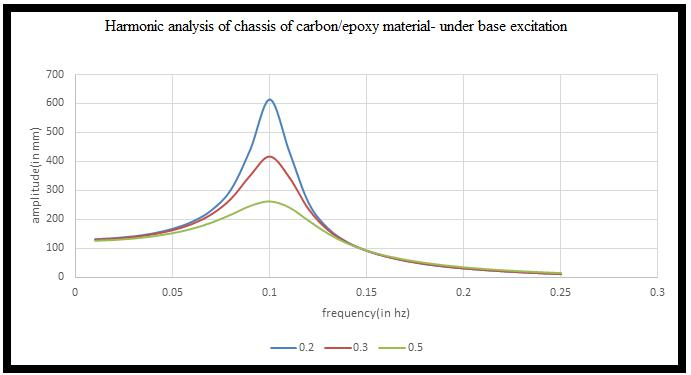 Harmonic analysis of chassis of carbon/epoxy material- under base excitation
700
600
500
400
300
200
100
0
amplitude(in mm)
0 0.05 0.1 0.15 0.2 0.25 0.3
frequency(in hz)
0.2 0.3 0.5